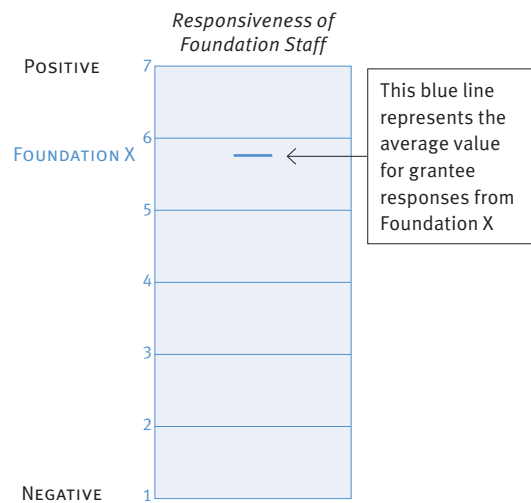 Responsiveness of
Foundation Staff
POSITIVE
7
6
FOUNDATION X
5
4
3
2
NEGATIVE
1
This blue line
represents the
average value
for grantee
responses from
Foundation X